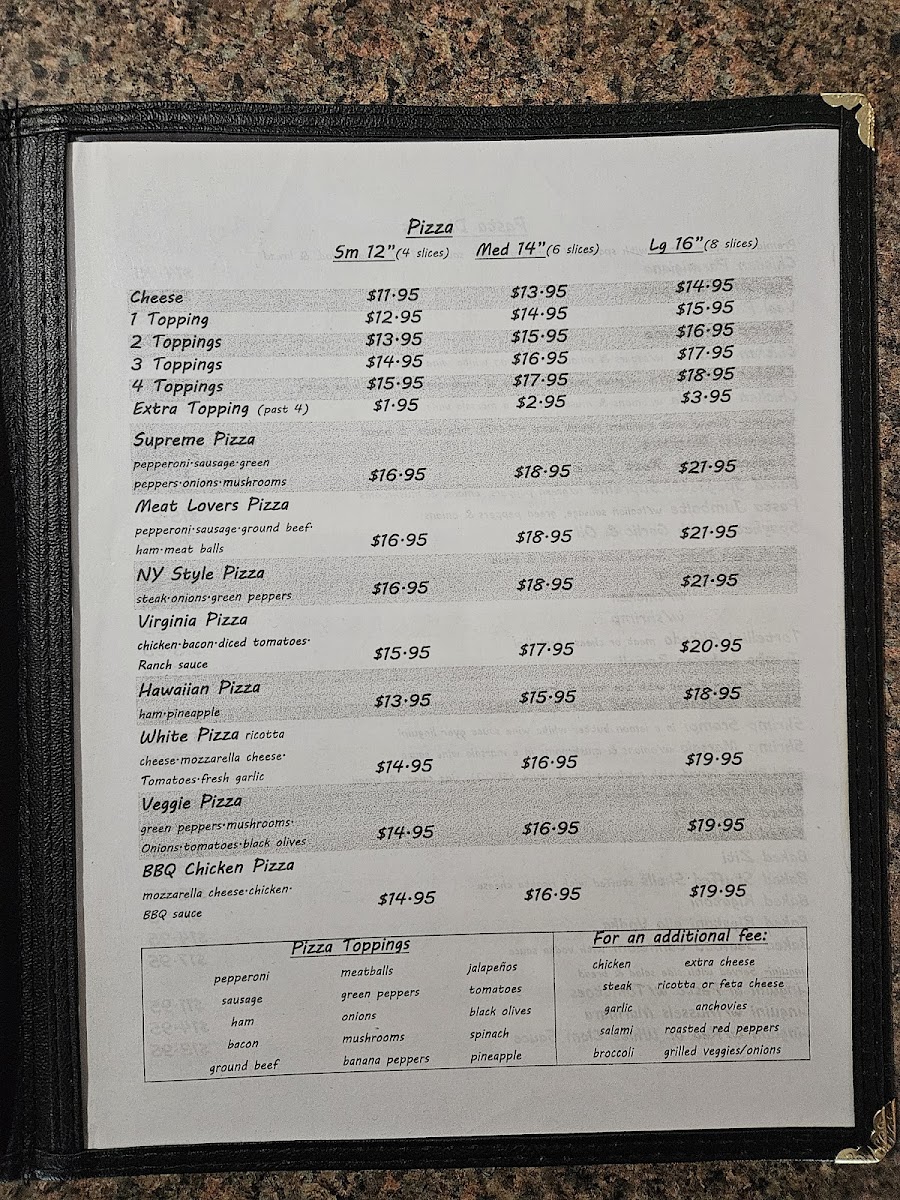 Pizza
Sm 12"(4 slices) Med 14"(6 slices) Lg 16"(8 slices)
Cheese $11.95 $13.95 $14.95
1 Topping $12.95 $14.95 $15.95
2 Toppings $13.95 $15.95 $16.95
3 Toppings $14.95 $16.95 $17.95
4 Toppings $15.95 $17.95 $18.95
Extra Topping (past 4) $1.95 $2.95 $3.95
Supreme Pizza
pepperoni·sausage·green
peppers·onions·mushrooms $16.95 $18.95 $21.95
Meat Lovers Pizza
pepperoni·sausage·ground beef·
ham·meat balls $16.95 $18.95 $21.95
NY Style Pizza
steak·onions·green peppers $16.95 $18.95 $21.95
Virginia Pizza
chicken·bacon·diced tomatoes·
Ranch sauce $15.95 $17.95 $20.95
Hawaiian Pizza
ham·pineapple $13.95 $15.95 $18.95
White Pizza ricotta
cheese·mozzarella cheese·
Tomatoes·fresh garlic $14.95 $16.95 $19.95
Veggie Pizza
green peppers·mushrooms·
Onions·tomatoes·black olives $14.95 $16.95 $19.95
BBQ Chicken Pizza
mozzarella cheese·chicken·
BBQ sauce $14.95 $16.95 $19.95
Pizza Toppings
pepperoni meatballs jalapeños
sausage green peppers tomatoes
ham onions black olives
bacon mushrooms spinach
ground beef banana peppers pineapple
For an additional fee:
chicken extra cheese
steak ricotta or feta cheese
garlic anchovies
salami roasted red peppers
broccoli grilled veggies/onions